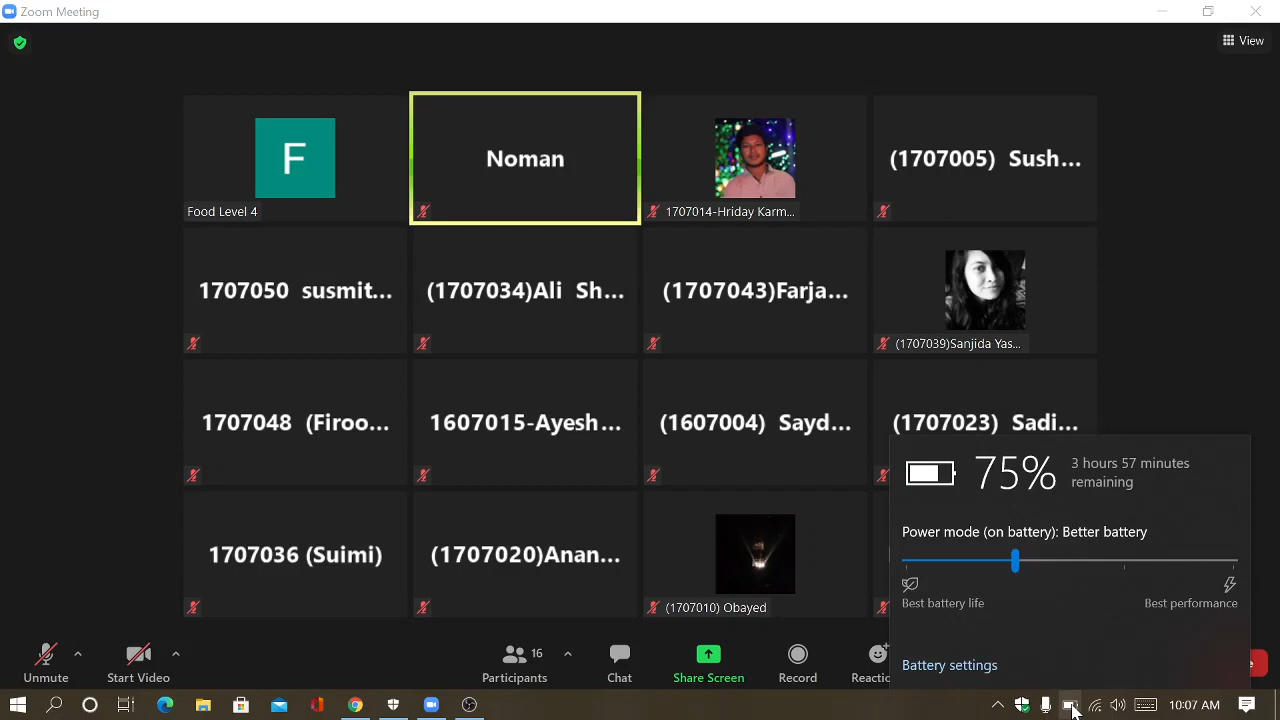 Zoom Meeting
View
F
Food Level 4
Noman
1707014-Hriday Karm...
(1707005) Sush...
1707050 susmit...
(1707034)Ali Sh...
(1707043)Farja...
(1707039)Sanjida Yas...
1707048 (Firoo...
1607015-Ayesh...
(1607004) Sayd...
(1707023) Sadi...
1707036 (Suimi)
(1707020)Anan...
(1707010) Obayed
75%
3 hours 57 minutes
remaining
Power mode (on battery): Better battery
Best battery life
Best performance
Battery settings
Unmute
Start Video
16
Participants
Chat
Share Screen
Record
Reactio
e
10:07 AM